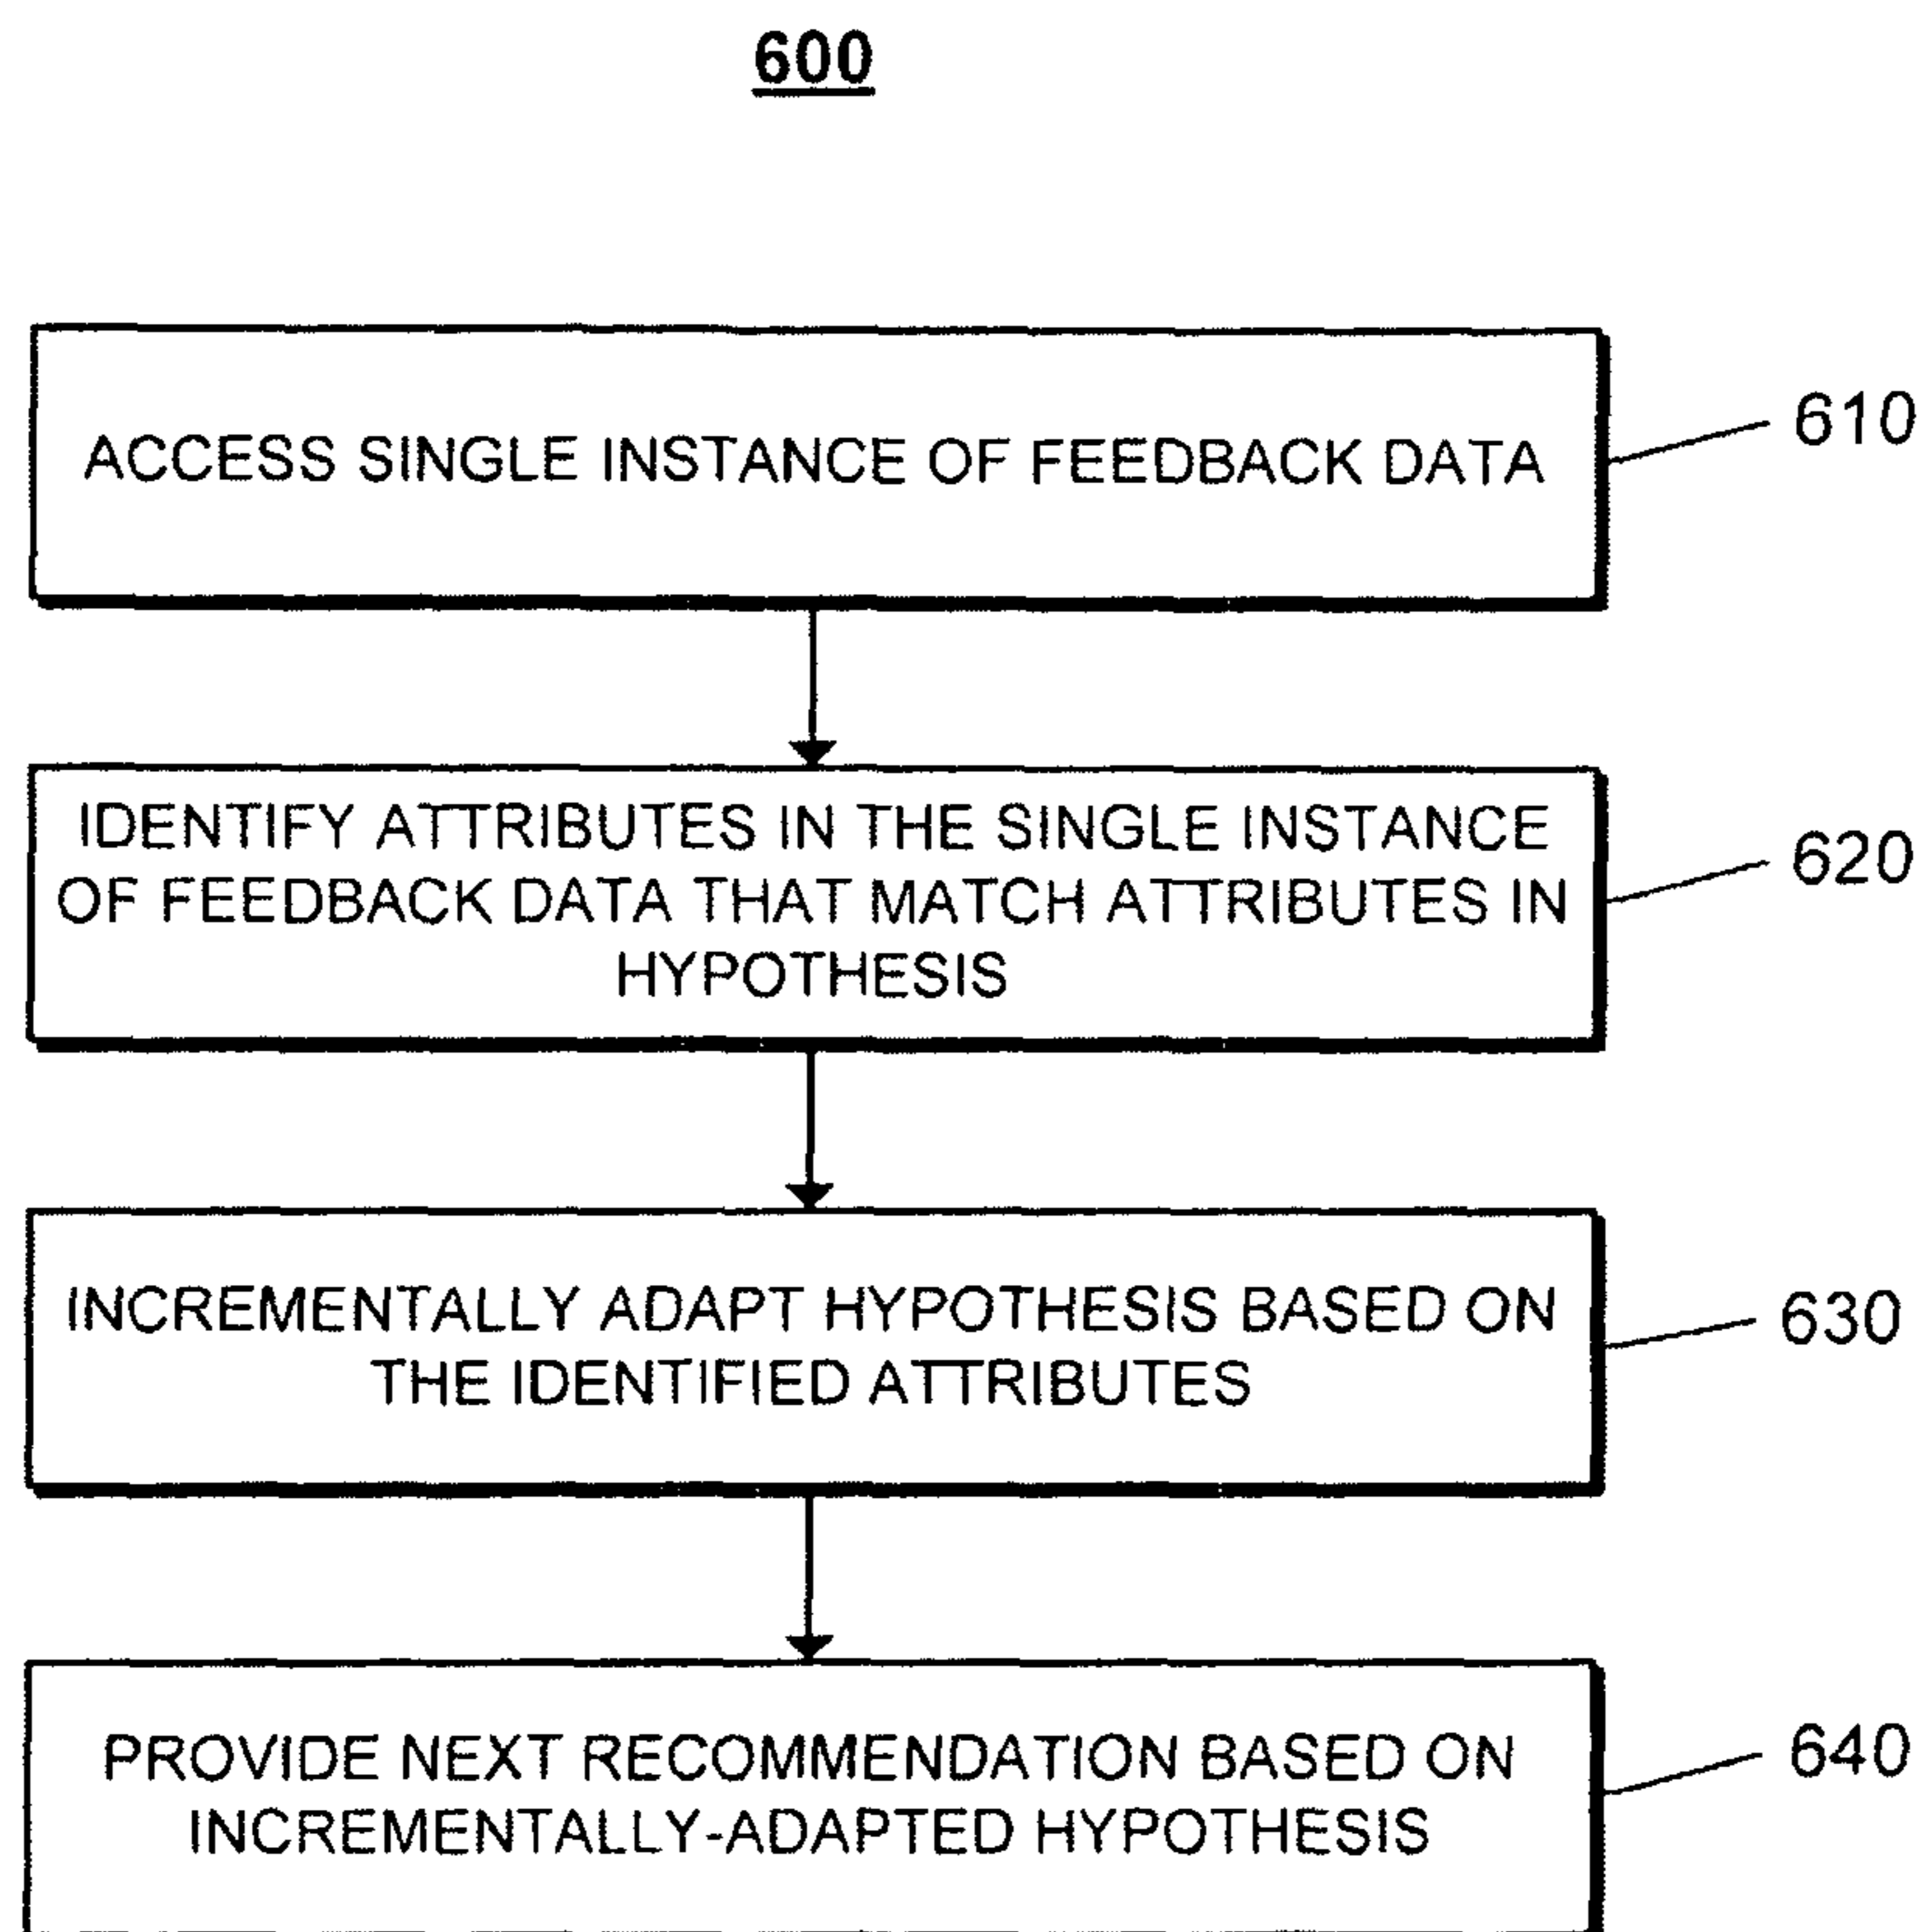 600
ACCESS SINGLE INSTANCE OF FEEDBACK DATA
610
IDENTIFY ATTRIBUTES IN THE SINGLE INSTANCE
OF FEEDBACK DATA THAT MATCH ATTRIBUTES IN
HYPOTHESIS
620
INCREMENTALLY ADAPT HYPOTHESIS BASED ON
THE IDENTIFIED ATTRIBUTES
630
PROVIDE NEXT RECOMMENDATION BASED ON
INCREMENTALLY-ADAPTED HYPOTHESIS
640